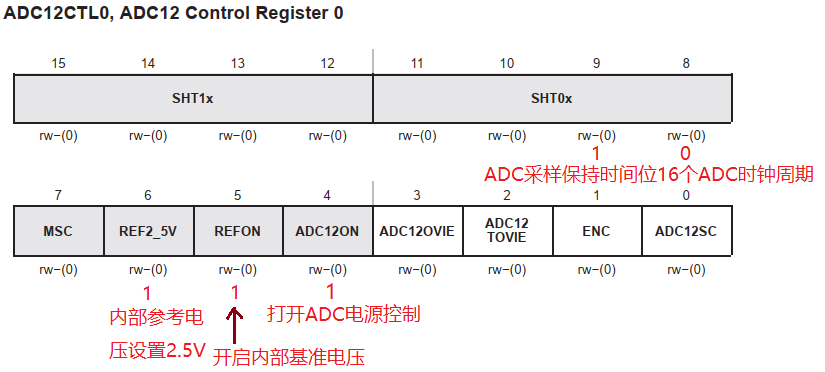 ADC12CTL0, ADC12 Control Register 0
15 14 13 12 11 10 9 8
SHT1x SHT0x
rw−(0) rw−(0) rw−(0) rw−(0) rw−(0) rw−(0) rw−(0) rw−(0)
1 0
ADC采样保持时间位16个ADC时钟周期
7 6 5 4 3 2 1 0
MSC REF2_5V REFON ADC12ON ADC12OVIE ADC12 TOVIE ENC ADC12SC
rw−(0) rw−(0) rw−(0) rw−(0) rw−(0) rw−(0) rw−(0) rw−(0)
1 1 1
内部参考电
压设置2.5V
开启内部基准电压
打开ADC电源控制